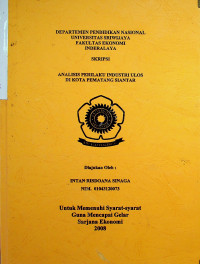 DEPARTEMEN PENDIDIKAN NASIONAL
UNIVERSITAS SRIWIJAYA
FAKULTAS EKONOMI
INDERALAYA
SKRIPSI
ANALISIS PERILAKU INDUSTRI ULOS
DI KOTA PEMATANG SIANTAR
Diajukan Oleh :
INTAN RISDOANA SINAGA
NIM. 01043120073
Untuk Memenuhi Syarat-syarat
Guna Mencapai Gelar
Sarjana Ekonomi
2008